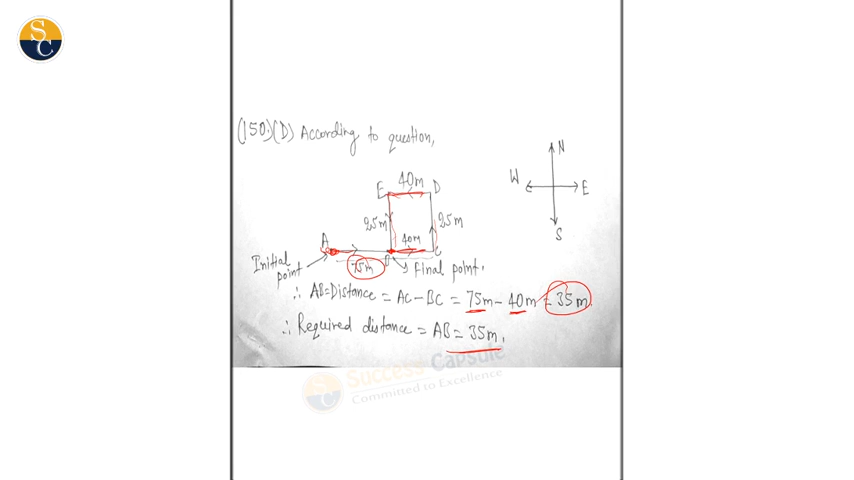 SC
(150.)(D) According to question,
N
W
E
S
40m
E
D
25m
25m
A
40m
B
C
Initial point
75m
Final point.
∴ AB=Distance = AC - BC = 75m - 40m = 35m.
∴ Required distance = AB = 35m.
Success Capsule
Committed to Excellence